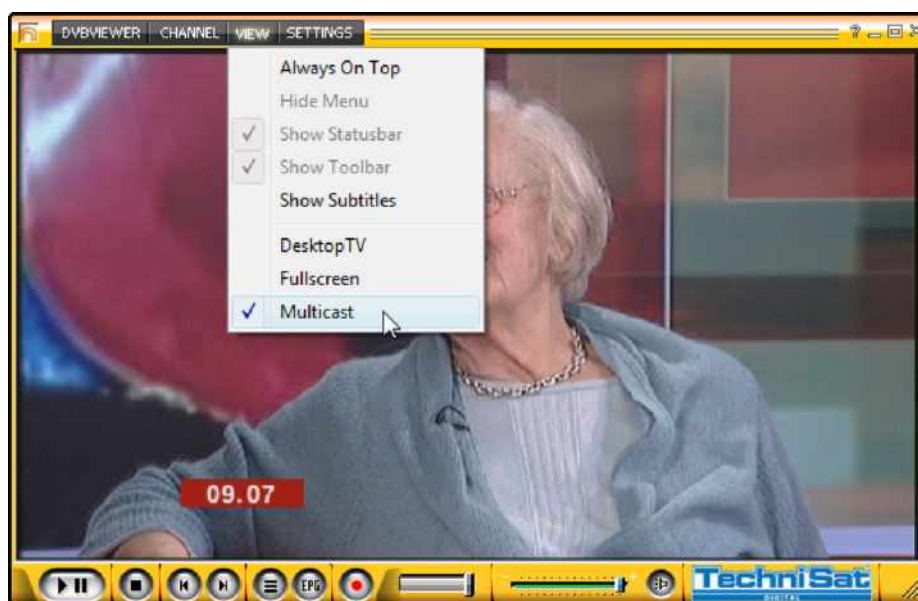 DVBVIEWER CHANNEL VIEW SETTINGS ?
Always On Top
Hide Menu
Show Statusbar
Show Toolbar
Show Subtitles
DesktopTV
Fullscreen
Multicast
09.07
EPG
TechniSat
DIGITAL